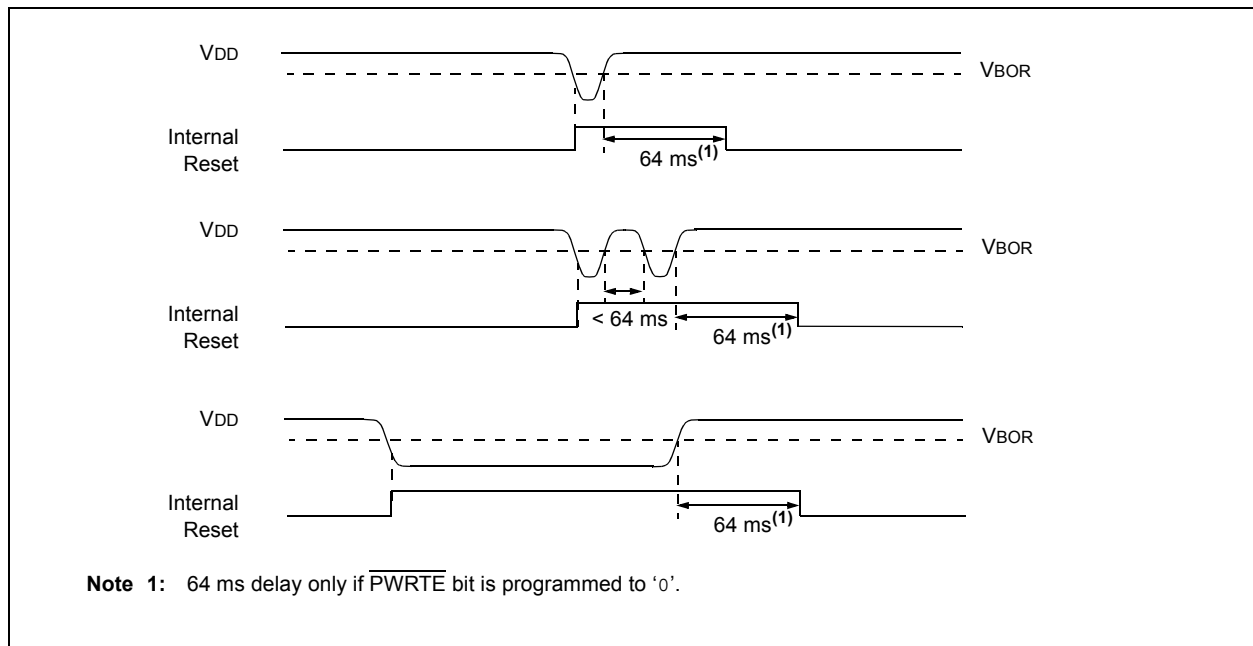 VDD
VBOR
Internal
Reset
64 ms(1)
VDD
VBOR
Internal
Reset
< 64 ms
64 ms(1)
VDD
VBOR
Internal
Reset
64 ms(1)
Note 1: 64 ms delay only if PWRTE bit is programmed to ‘0’.